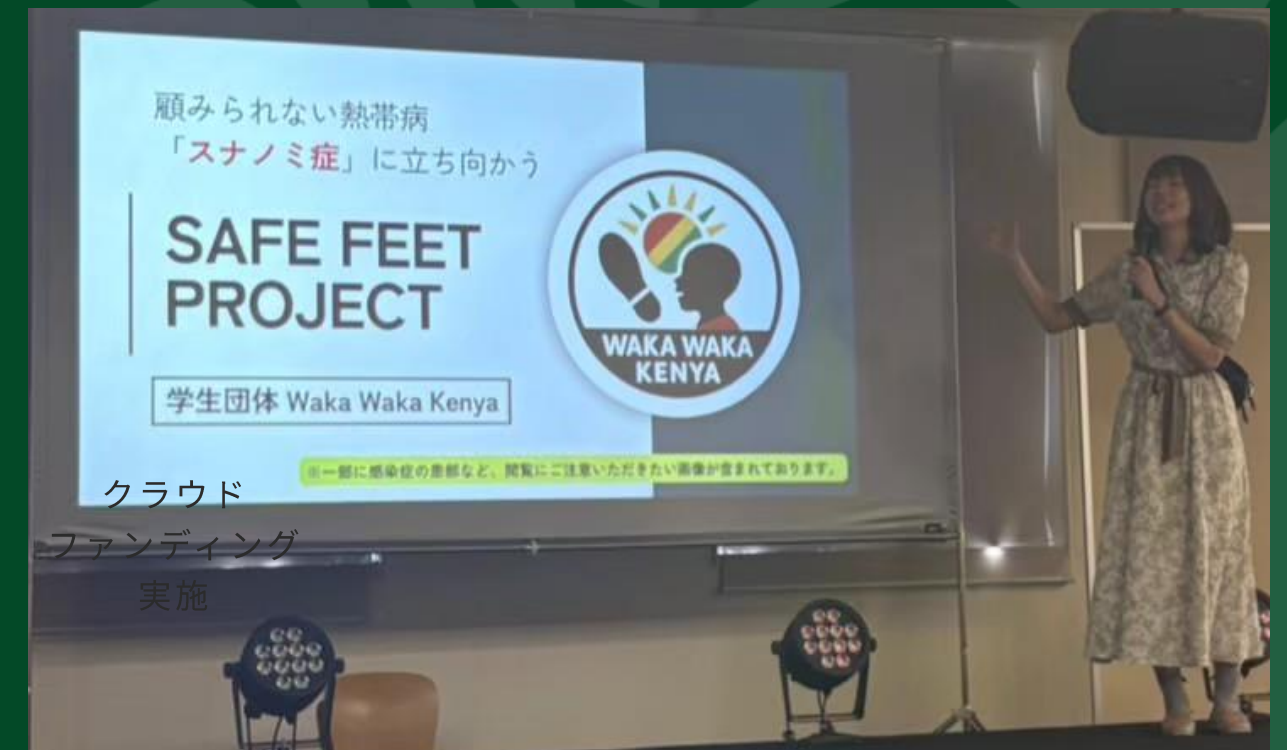 顧みられない熱帯病
「スナノミ症」に立ち向かう
SAFE FEET
PROJECT
WAKA WAKA
KENYA
学生団体 Waka Waka Kenya
※一部に感染症の患部など、閲覧にご注意いただきたい画像が含まれております。
クラウド
ファンディング
実施